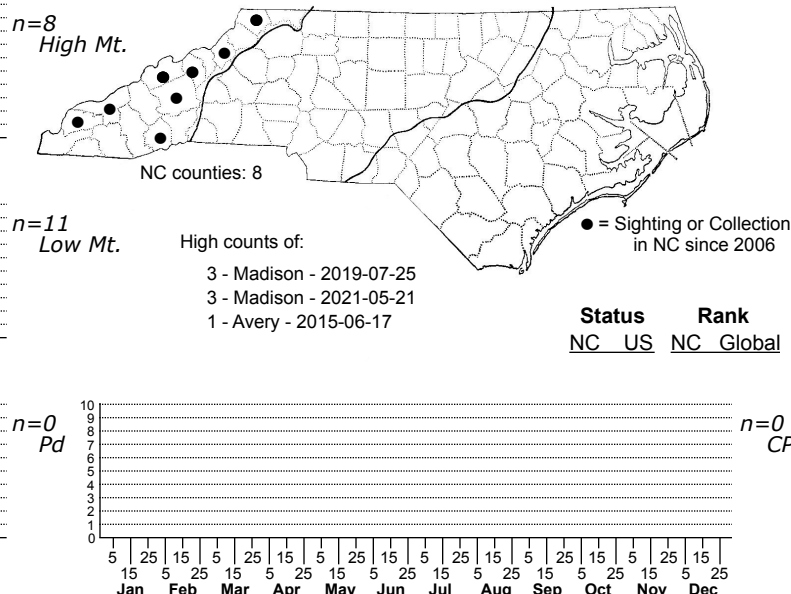 n=8
High Mt.
NC counties: 8
n=11
Low Mt.
High counts of:
3 - Madison - 2019-07-25
3 - Madison - 2021-05-21
1 - Avery - 2015-06-17
● = Sighting or Collection
in NC since 2006
Status Rank
NC US NC Global
n=0
Pd
10
9
8
7
6
5
4
3
2
1
0
n=0
CP
5 25 15 5 25 15 5 25 15 5 25 15 5 25 15 5 25 15
15 5 25 15 5 25 15 5 25 15 5 25 15 5 25 15 5 25
Jan Feb Mar Apr May Jun Jul Aug Sep Oct Nov Dec